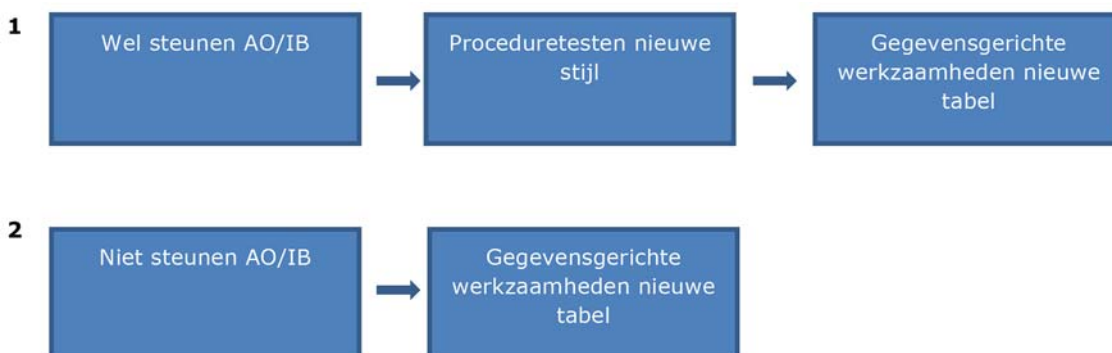 1
Wel steunen AO/IB
Proceduretesten nieuwe
stijl
Gegevensgerichte
werkzaamheden nieuwe
tabel
2
Niet steunen AO/IB
Gegevensgerichte
werkzaamheden nieuwe
tabel